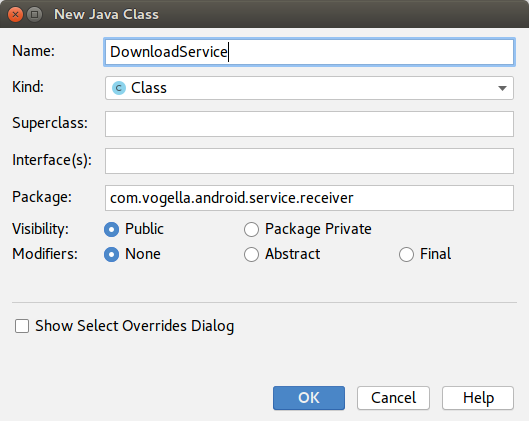 New Java Class
Name: DownloadService
Kind: C Class
Superclass:
Interface(s):
Package: com.vogella.android.service.receiver
Visibility: Public Package Private
Modifiers: None Abstract Final
Show Select Overrides Dialog
OK Cancel Help